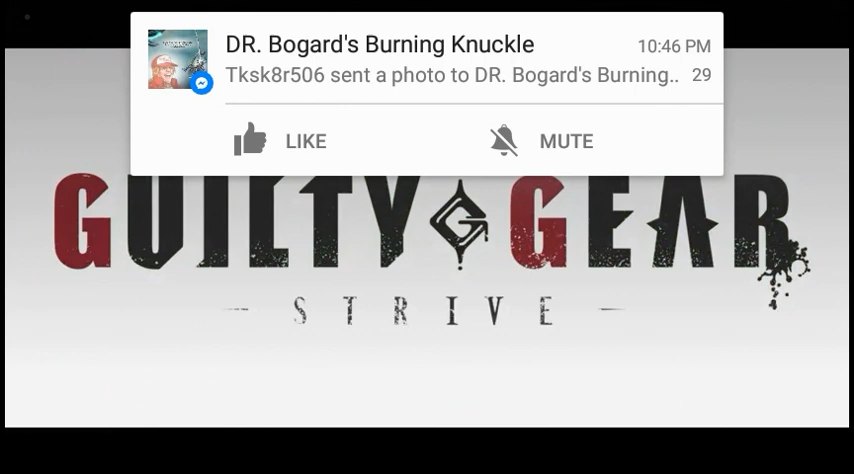 DR. Bogard's Burning Knuckle
10:46 PM
Tksk8r506 sent a photo to DR. Bogard's Burning..
29
LIKE
MUTE
GUILTY GEAR
STRIVE